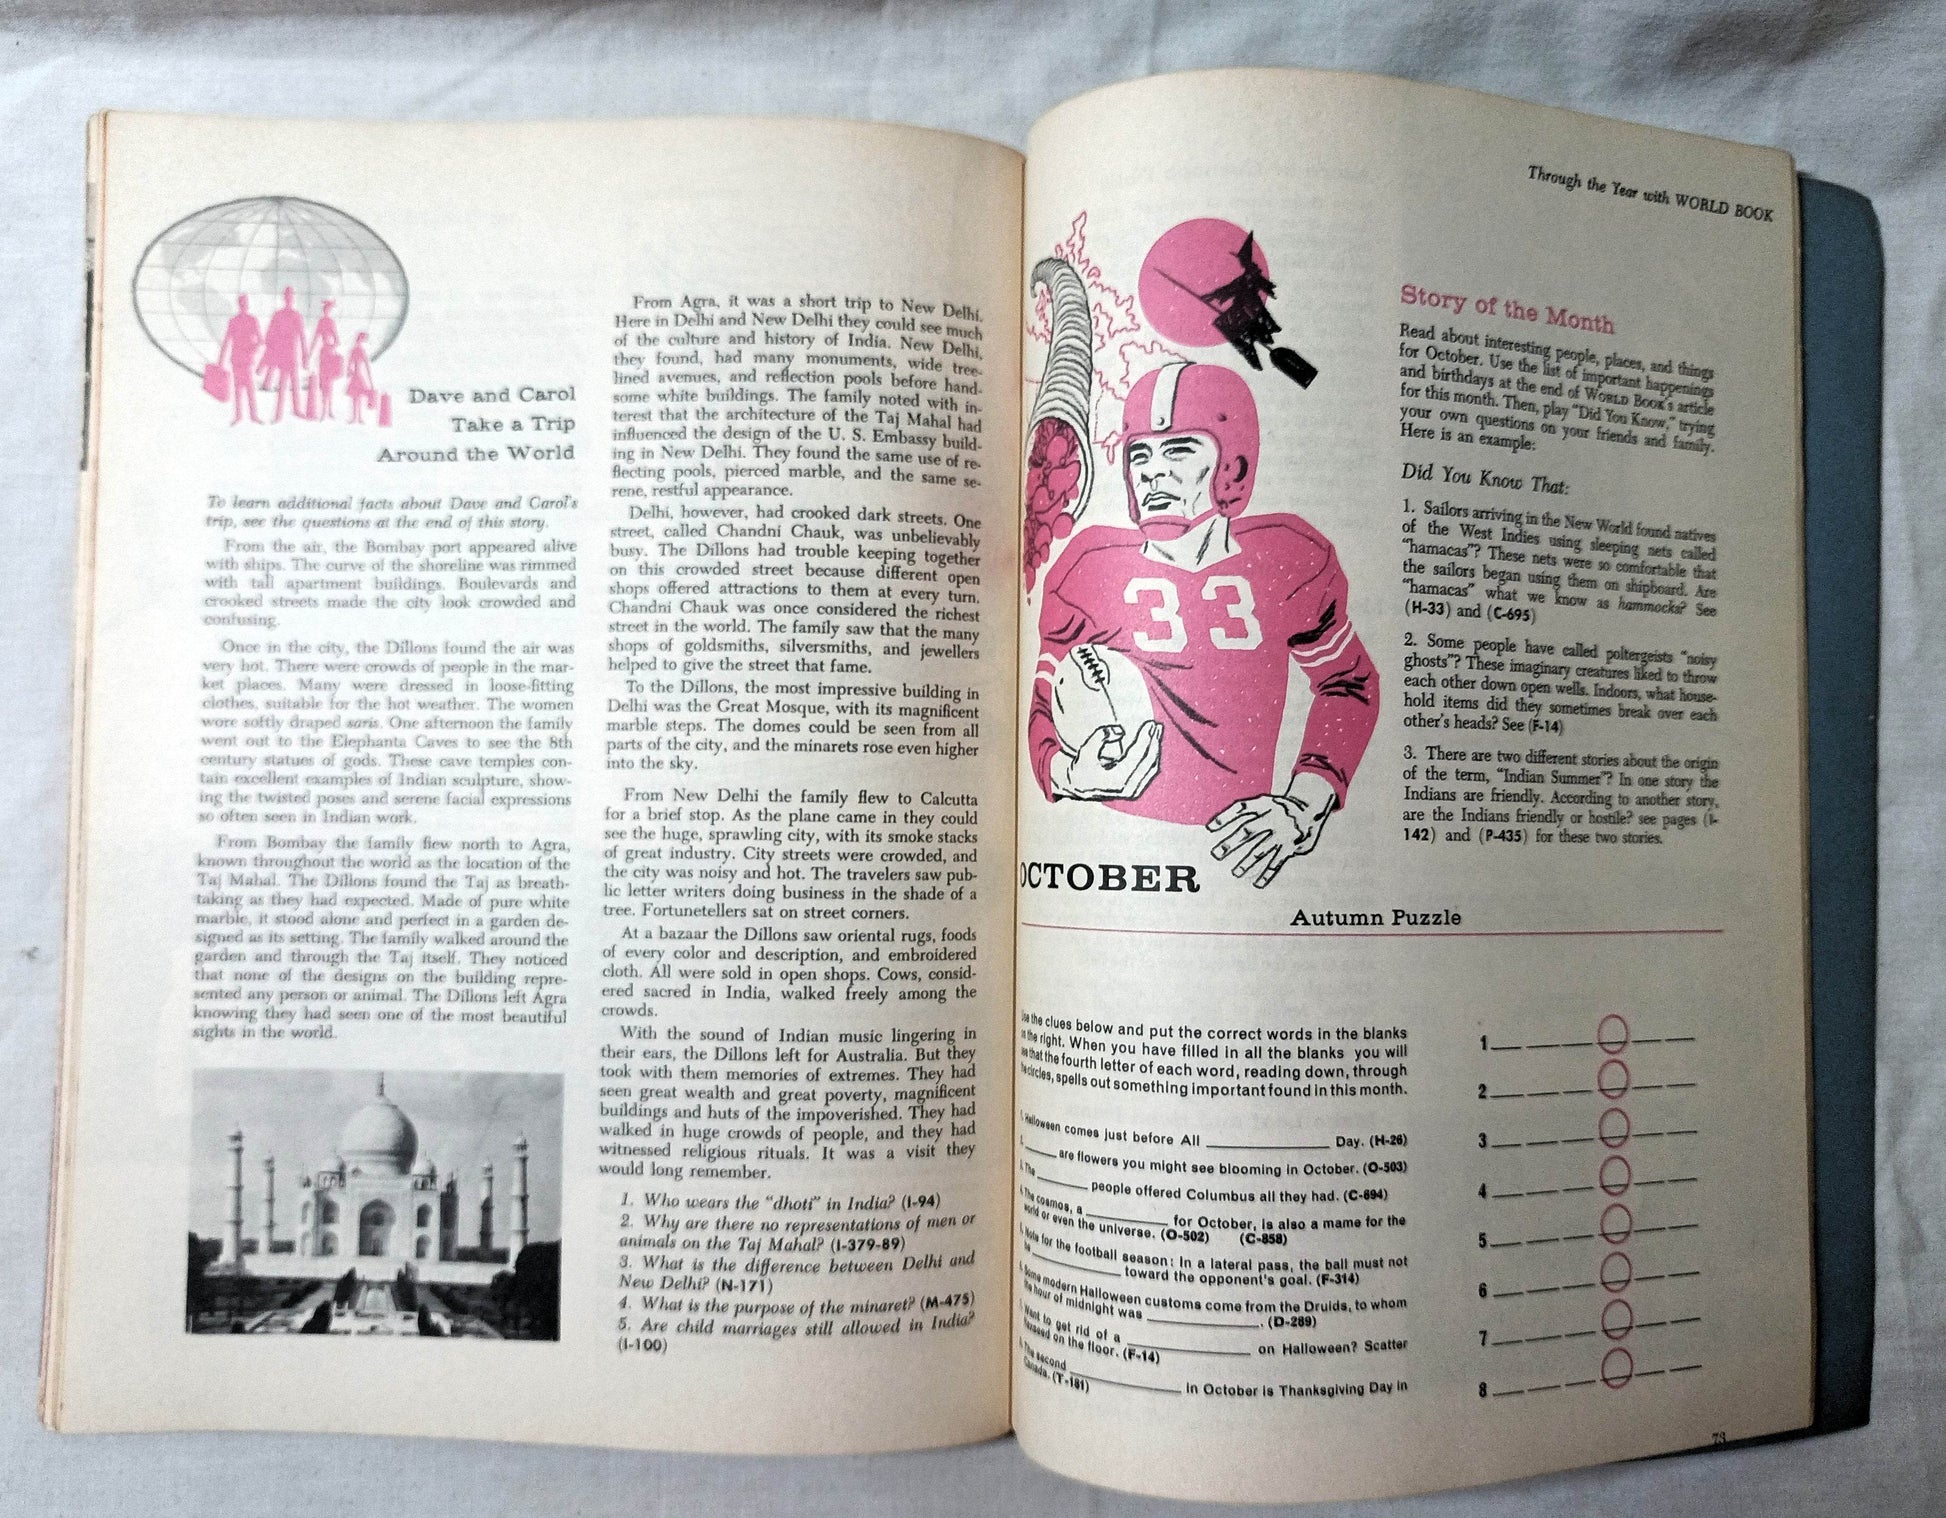 Dave and Carol
Take a Trip
Around the World
To learn additional facts about Dave and Carol's
trip, see the questions at the end of this story.
From the air, the Bombay port appeared alive
with ships. The curve of the shoreline was rimmed
with tall apartment buildings. Boulevards and
crooked streets made the city look crowded and
confusing.
Once in the city, the Dillons found the air was
very hot. There were crowds of people in the mar-
ket places. Many were dressed in loose-fitting
clothes, suitable for the hot weather. The women
wore softly draped saris. One afternoon the family
went out to the Elephanta Caves to see the 8th
century statues of gods. These cave temples con-
tain excellent examples of Indian sculpture, show-
ing the twisted poses and serene facial expressions
so often seen in Indian work.
From Bombay the family flew north to Agra,
known throughout the world as the location of the
Taj Mahal. The Dillons found the Taj as breath-
taking as they had expected. Made of pure white
marble, it stood alone and perfect in a garden de-
signed as its setting. The family walked around the
garden and through the Taj itself. They noticed
that none of the designs on the building repre-
sented any person or animal. The Dillons left Agra
knowing they had seen one of the most beautiful
sights in the world.
From Agra, it was a short trip to New Delhi.
Here in Delhi and New Delhi they could see much
of the culture and history of India. New Delhi,
they found, had many monuments, wide tree-
lined avenues, and reflection pools before hand-
some white buildings. The family noted with in-
terest that the architecture of the Taj Mahal had
influenced the design of the U. S. Embassy build-
ing in New Delhi. They found the same use of re-
flecting pools, pierced marble, and the same se-
rene, restful appearance.
Delhi, however, had crooked dark streets. One
street, called Chandni Chauk, was unbelievably
busy. The Dillons had trouble keeping together
on this crowded street because different open
shops offered attractions to them at every turn.
Chandni Chauk was once considered the richest
street in the world. The family saw that the many
shops of goldsmiths, silversmiths, and jewellers
helped to give the street that fame.
To the Dillons, the most impressive building in
Delhi was the Great Mosque, with its magnificent
marble steps. The domes could be seen from all
parts of the city, and the minarets rose even higher
into the sky.
From New Delhi the family flew to Calcutta
for a brief stop. As the plane came in they could
see the huge, sprawling city, with its smoke stacks
of great industry. City streets were crowded, and
the city was noisy and hot. The travelers saw pub-
lic letter writers doing business in the shade of a
tree. Fortunetellers sat on street corners.
At a bazaar the Dillons saw oriental rugs, foods
of every color and description, and embroidered
cloth. All were sold in open shops. Cows, consid-
ered sacred in India, walked freely among the
crowds.
With the sound of Indian music lingering in
their ears, the Dillons left for Australia. But they
took with them memories of extremes. They had
seen great wealth and great poverty, magnificent
buildings and huts of the impoverished. They had
walked in huge crowds of people, and they had
witnessed religious rituals. It was a visit they
would long remember.
1. Who wears the "dhoti" in India? (I-94)
2. Why are there no representations of men or
animals on the Taj Mahal? (I-379-89)
3. What is the difference between Delhi and
New Delhi? (N-171)
4. What is the purpose of the minaret? (M-475)
5. Are child marriages still allowed in India?
(I-100)
Through the Year with WORLD BOOK
33
OCTOBER
Story of the Month
Read about interesting people, places, and things
for October. Use the list of important happenings
and birthdays at the end of WORLD BOOK's article
for this month. Then, play "Did You Know," trying
your own questions on your friends and family.
Here is an example:
Did You Know That:
1. Sailors arriving in the New World found natives
of the West Indies using sleeping nets called
"hamacas"? These nets were so comfortable that
the sailors began using them on shipboard. Are
"hamacas" what we know as hammocks? See
(H-33) and (C-695)
2. Some people have called poltergeists "noisy
ghosts"? These imaginary creatures liked to throw
each other down open wells. Indoors, what house-
hold items did they sometimes break over each
other's heads? See (F-14)
3. There are two different stories about the origin
of the term, "Indian Summer"? In one story the
Indians are friendly. According to another story,
are the Indians friendly or hostile? see pages (I-
142) and (P-435) for these two stories.
Autumn Puzzle
the clues below and put the correct words in the blanks
the right. When you have filled in all the blanks you will
that the fourth letter of each word, reading down, through
circles, spells out something important found in this month.
Halloween comes just before All ____ Day. (H-26)
____ are flowers you might see blooming in October. (O-503)
The ____ people offered Columbus all they had. (C-694)
The cosmos, a ____ for October, is also a mame for the
world or even the universe. (O-502) (C-858)
Note for the football season: In a lateral pass, the ball must not
be ____ toward the opponent's goal. (F-314)
Some modern Halloween customs come from the Druids, to whom
the hour of midnight was ____. (D-289)
Want to get rid of a ____ on Halloween? Scatter
flaxseed on the floor. (F-14)
The second ____ in October is Thanksgiving Day in
Canada. (T-181)
1
2
3
4
5
6
7
8
73